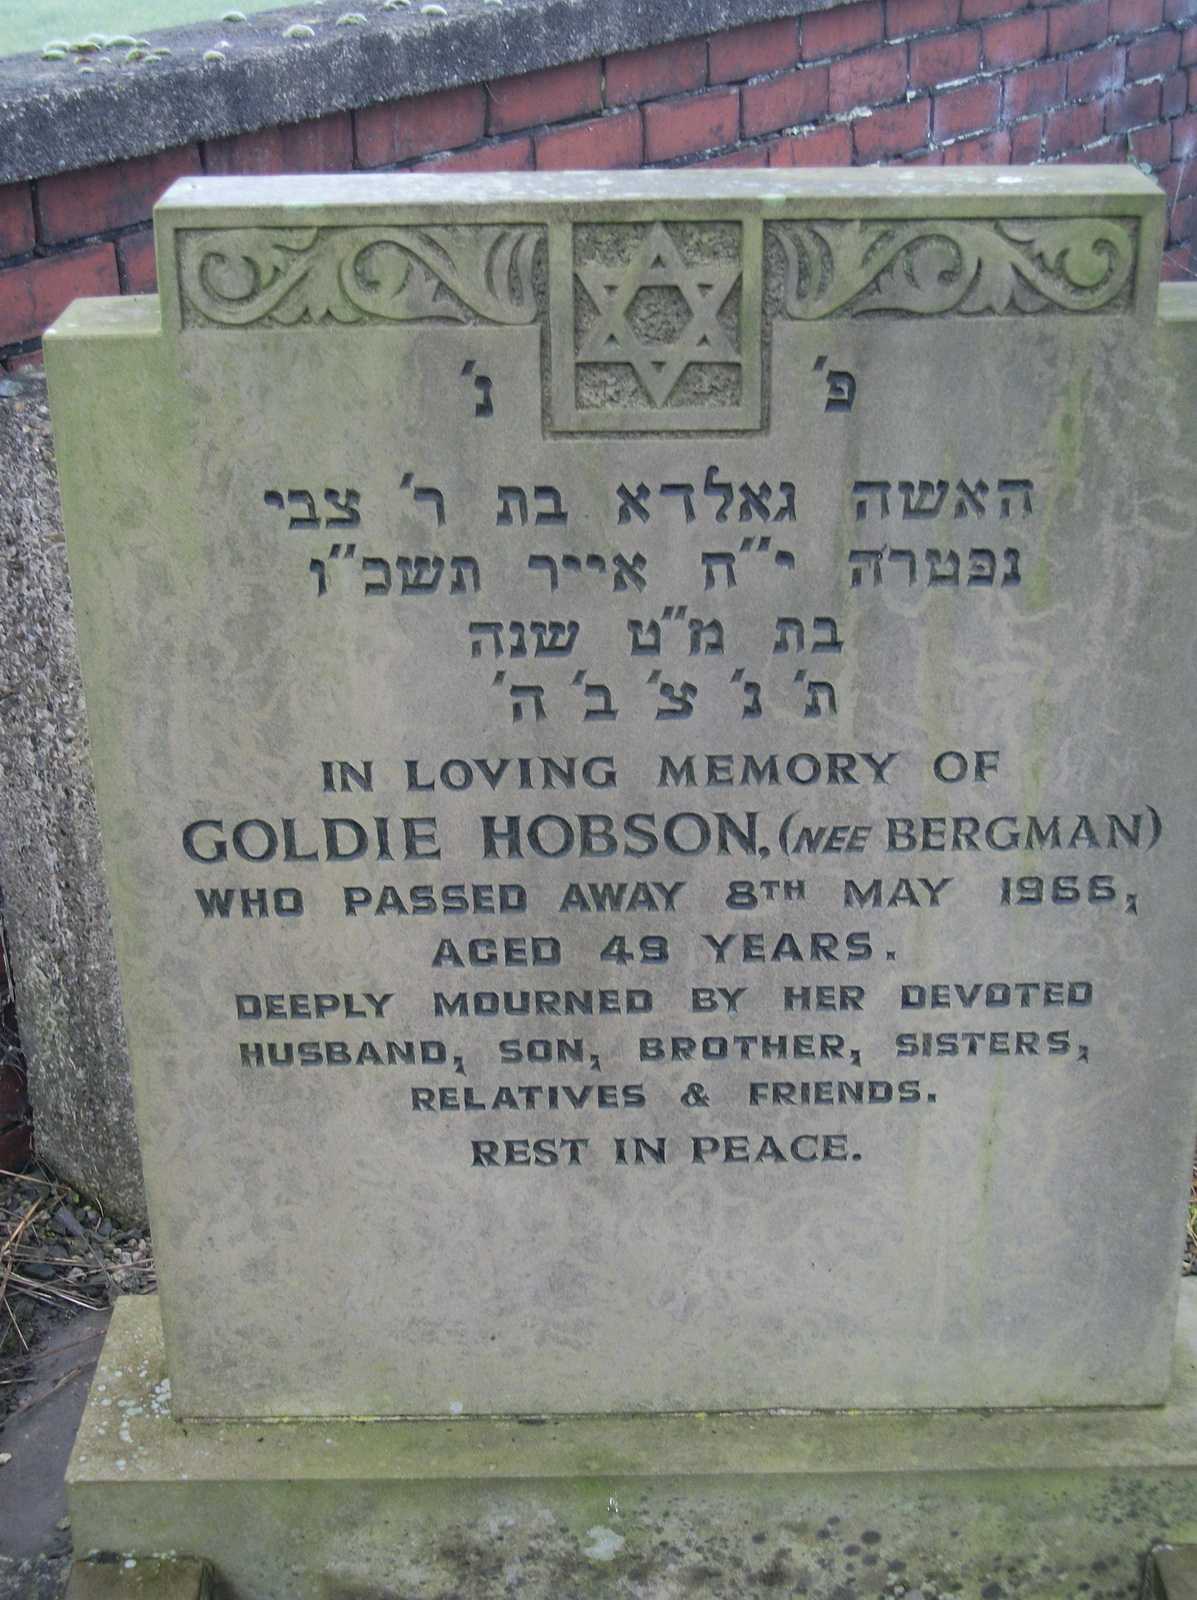 פ' נ'
האשה גאלדא בת ר' צבי
נפטרה י"ח אייר תשכ"ו
בת מ"ט שנה
ת' נ' צ' ב' ה'
IN LOVING MEMORY OF
GOLDIE HOBSON, (NEE BERGMAN)
WHO PASSED AWAY 8TH MAY 1966,
AGED 49 YEARS.
DEEPLY MOURNED BY HER DEVOTED
HUSBAND, SON, BROTHER, SISTERS,
RELATIVES & FRIENDS.
REST IN PEACE.